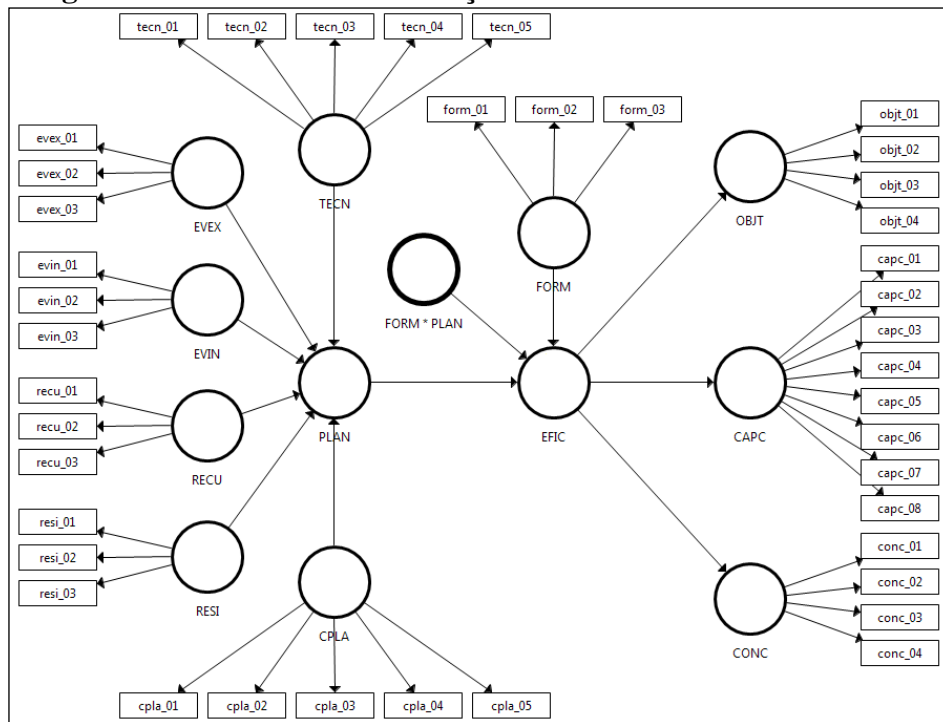 tecn_01 tecn_02 tecn_03 tecn_04 tecn_05
form_01 form_02 form_03
evex_01
evex_02
evex_03
EVEX
TECN
objt_01
objt_02
objt_03
objt_04
OBJT
evin_01
evin_02
evin_03
EVIN
FORM * PLAN
FORM
capc_01
capc_02
capc_03
capc_04
capc_05
capc_06
capc_07
capc_08
recu_01
recu_02
recu_03
RECU
PLAN
EFIC
CAPC
resi_01
resi_02
resi_03
RESI
CPLA
conc_01
conc_02
conc_03
conc_04
CONC
cpla_01 cpla_02 cpla_03 cpla_04 cpla_05